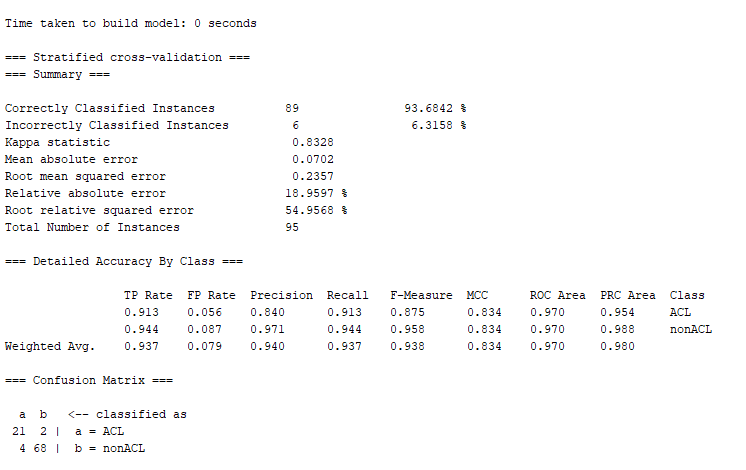 Time taken to build model: 0 seconds
=== Stratified cross-validation ===
=== Summary ===
Correctly Classified Instances 89 93.6842 %
Incorrectly Classified Instances 6 6.3158 %
Kappa statistic 0.8328
Mean absolute error 0.0702
Root mean squared error 0.2357
Relative absolute error 18.9597 %
Root relative squared error 54.9568 %
Total Number of Instances 95
=== Detailed Accuracy By Class ===
TP Rate FP Rate Precision Recall F-Measure MCC ROC Area PRC Area Class
0.913 0.056 0.840 0.913 0.875 0.834 0.970 0.954 ACL
0.944 0.087 0.971 0.944 0.958 0.834 0.970 0.988 nonACL
Weighted Avg. 0.937 0.079 0.940 0.937 0.938 0.834 0.970 0.980
=== Confusion Matrix ===
a b <-- classified as
21 2 | a = ACL
4 68 | b = nonACL